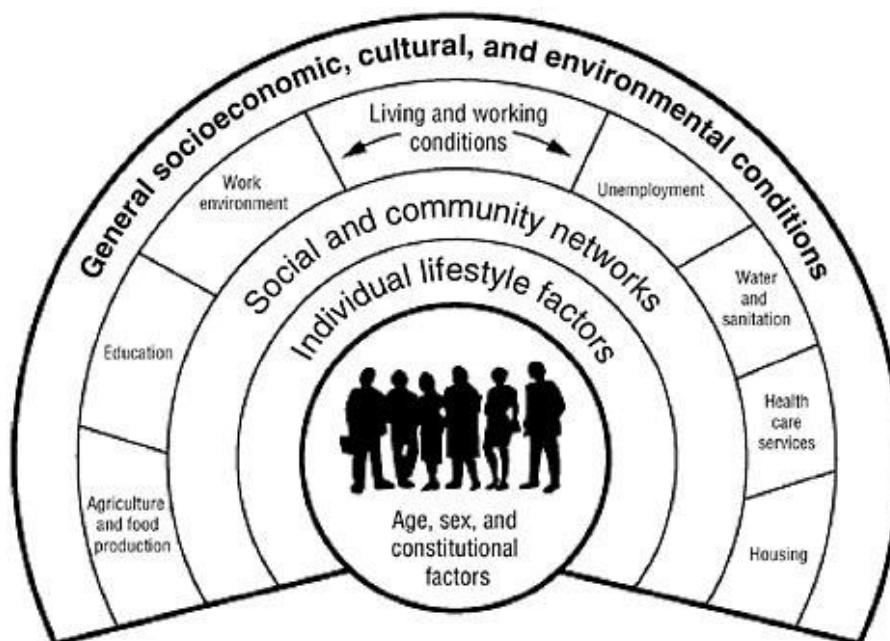 General socioeconomic, cultural, and environmental conditions
Living and working
conditions
Work
environment
Unemployment
Education
Water
and
sanitation
Agriculture
and food
production
Health
care
services
Housing
Social and community networks
Individual lifestyle factors
Age, sex, and
constitutional
factors